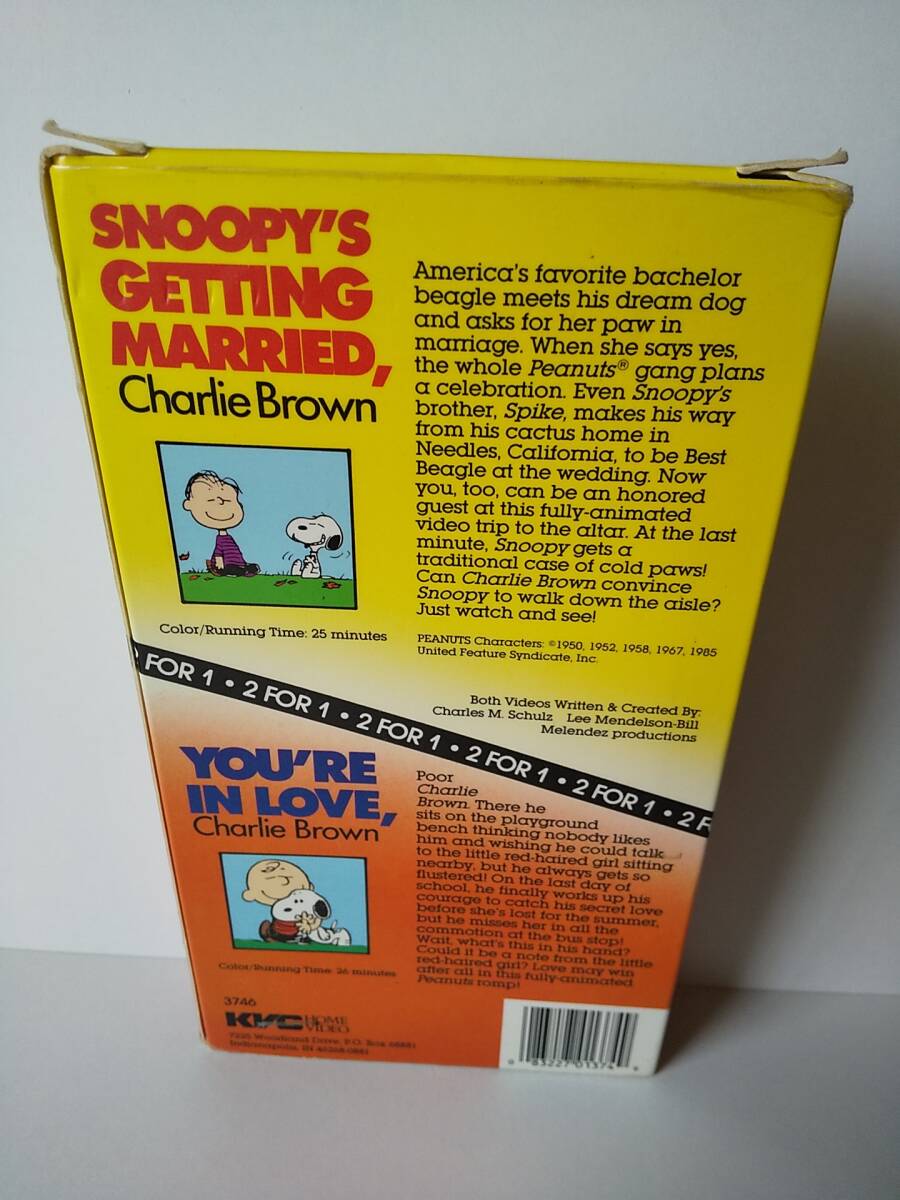 SNOOPY'S
GETTING
MARRIED,
Charlie Brown
America's favorite bachelor
beagle meets his dream dog
and asks for her paw in
marriage. When she says yes,
the whole Peanuts® gang plans
a celebration. Even Snoopy's
brother, Spike, makes his way
from his cactus home in
Needles, California, to be Best
Beagle at the wedding. Now
you, too, can be an honored
guest at this fully-animated
video trip to the altar. At the last
minute, Snoopy gets a
traditional case of cold paws!
Can Charlie Brown convince
Snoopy to walk down the aisle?
Just watch and see!
Color/Running Time: 25 minutes
PEANUTS Characters: ©1950, 1952, 1958, 1967, 1985
United Feature Syndicate, Inc.
FOR 1 • 2 FOR 1 • 2 FOR 1 • 2 FOR 1 • 2 FOR 1 • 2 F
Both Videos Written & Created By:
Charles M. Schulz Lee Mendelson-Bill
Melendez productions
YOU'RE
IN LOVE,
Charlie Brown
Poor
Charlie
Brown. There he
sits on the playground
bench thinking nobody likes
him and wishing he could talk
to the little red-haired girl sitting
nearby, but he always gets so
flustered! On the last day of
school, he finally works up his
courage to catch his secret love
before she's lost for the summer,
but he misses her in all the
commotion at the bus stop!
Wait, what's this in his hand?
Could it be a note from the little
red-haired girl? Love may win
after all in this fully-animated
Peanuts romp!
Color/Running Time: 26 minutes
3746
KVC HOME
VIDEO
Woodland Drive, P.O. Box 68881
Indianapolis, IN
0 83227 01374 9